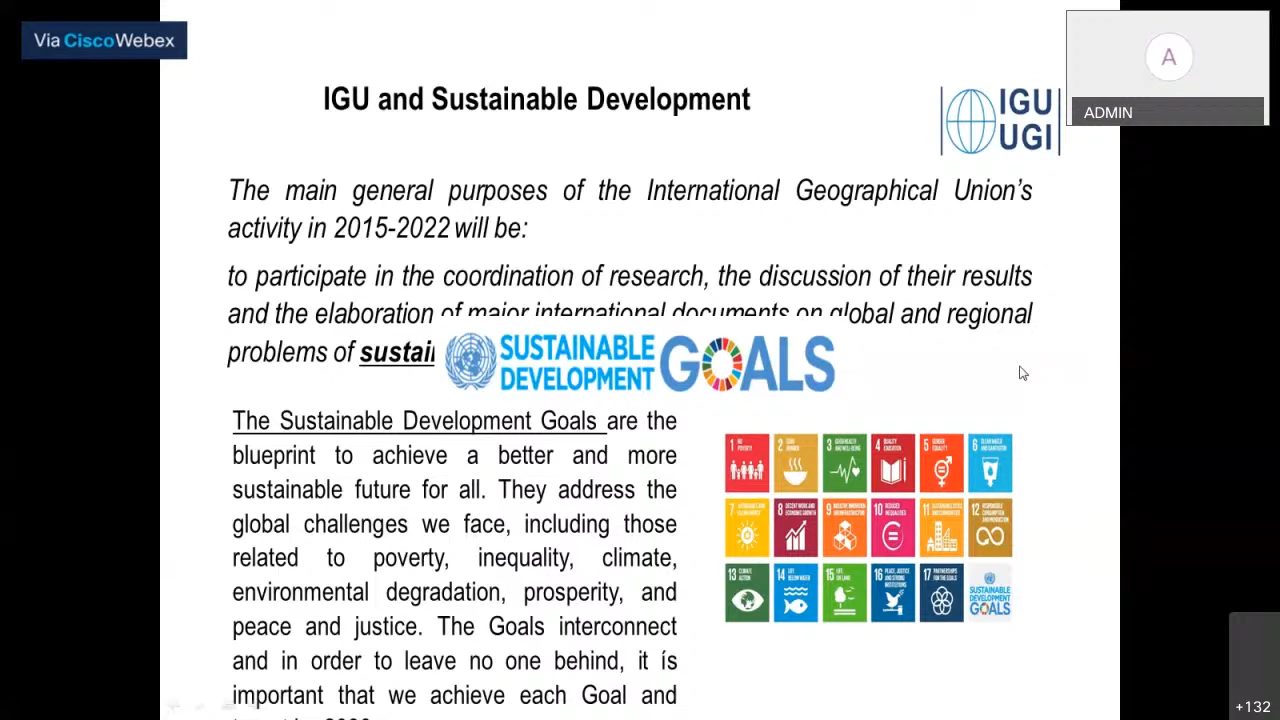 Via CiscoWebex
A
ADMIN
IGU and Sustainable Development
IGU
UGI
The main general purposes of the International Geographical Union’s
activity in 2015-2022 will be:
to participate in the coordination of research, the discussion of their results
and the elaboration of major international documents on global and regional
problems of
SUSTAINABLE
DEVELOPMENT
GOALS
The Sustainable Development Goals are the
blueprint to achieve a better and more
sustainable future for all. They address the
global challenges we face, including those
related to poverty, inequality, climate,
environmental degradation, prosperity, and
peace and justice. The Goals interconnect
and in order to leave no one behind, it ís
important that we achieve each Goal and
1 NO
POVERTY
2 ZERO
HUNGER
3 GOOD HEALTH
AND WELL-BEING
4 QUALITY
EDUCATION
5 GENDER
EQUALITY
6 CLEAN WATER
AND SANITATION
7
8 DECENT WORK AND
ECONOMIC GROWTH
9 INDUSTRY, INNOVATION
AND INFRASTRUCTURE
10 REDUCED
INEQUALITIES
11 SUSTAINABLE CITIES
AND COMMUNITIES
12 RESPONSIBLE
CONSUMPTION
AND PRODUCTION
13 CLIMATE
ACTION
14 LIFE
BELOW WATER
15 LIFE
ON LAND
16 PEACE, JUSTICE
AND STRONG
INSTITUTIONS
17 PARTNERSHIPS
FOR THE GOALS
SUSTAINABLE
DEVELOPMENT
GOALS
+132